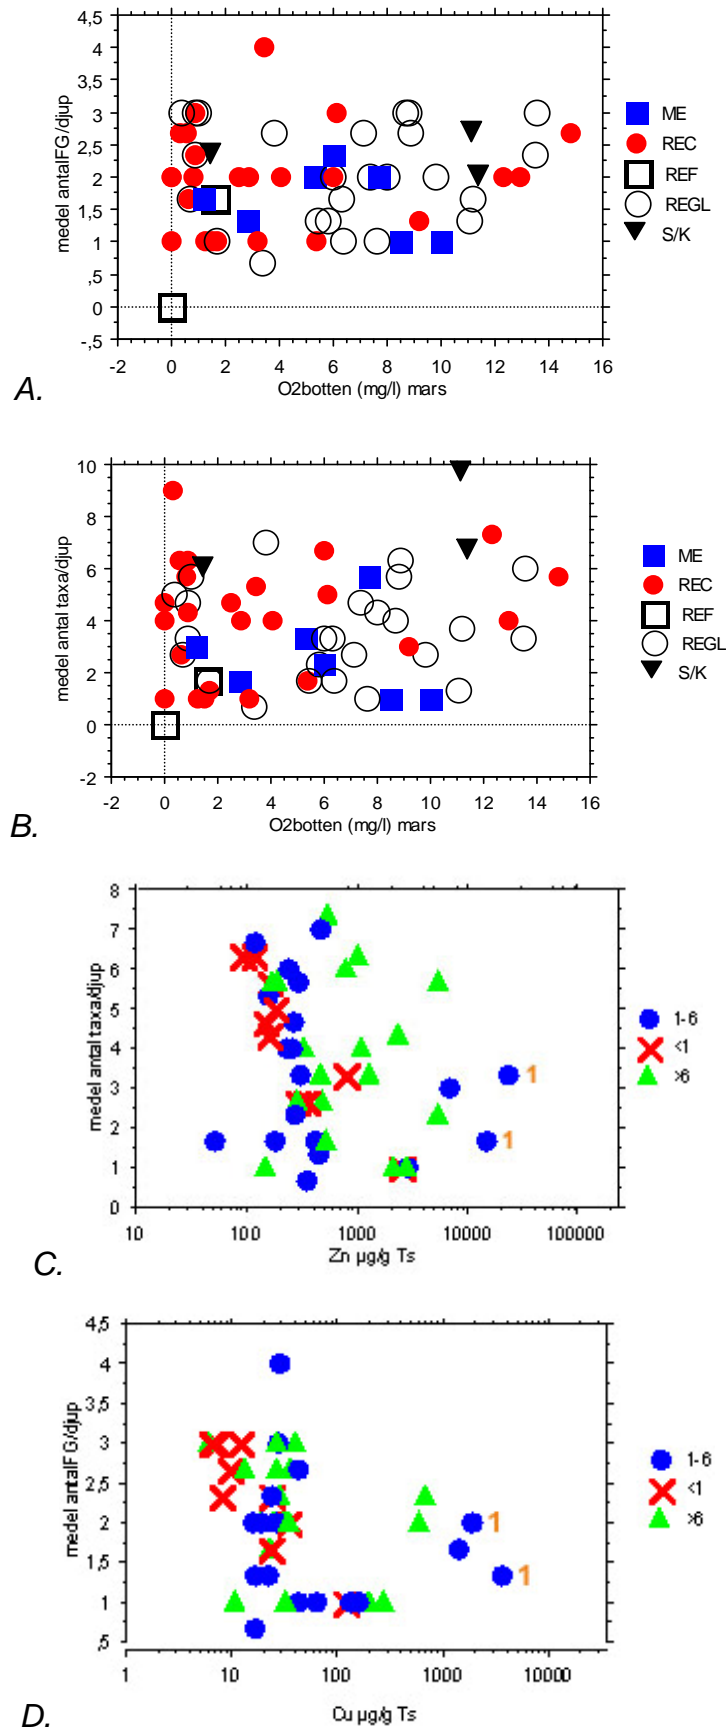 4,5
4
3,5
3
2,5
2
1,5
1
,5
0
-,5
medel antalFG/djup
-2 0 2 4 6 8 10 12 14 16
O2botten (mg/l) mars
ME
REC
REF
REGL
S/K
A.
10
8
6
4
2
0
-2
medel antal taxa/djup
-2 0 2 4 6 8 10 12 14 16
O2botten (mg/l) mars
ME
REC
REF
REGL
S/K
B.
8
7
6
5
4
3
2
1
0
medel antal taxa/djup
1
1
10 100 1000 10000 100000
Zn µg/g Ts
1-6
<1
>6
C.
4,5
4
3,5
3
2,5
2
1,5
1
,5
medel antalFG/djup
1
1
1 10 100 1000 10000
Cu µg/g Ts
1-6
<1
>6
D.